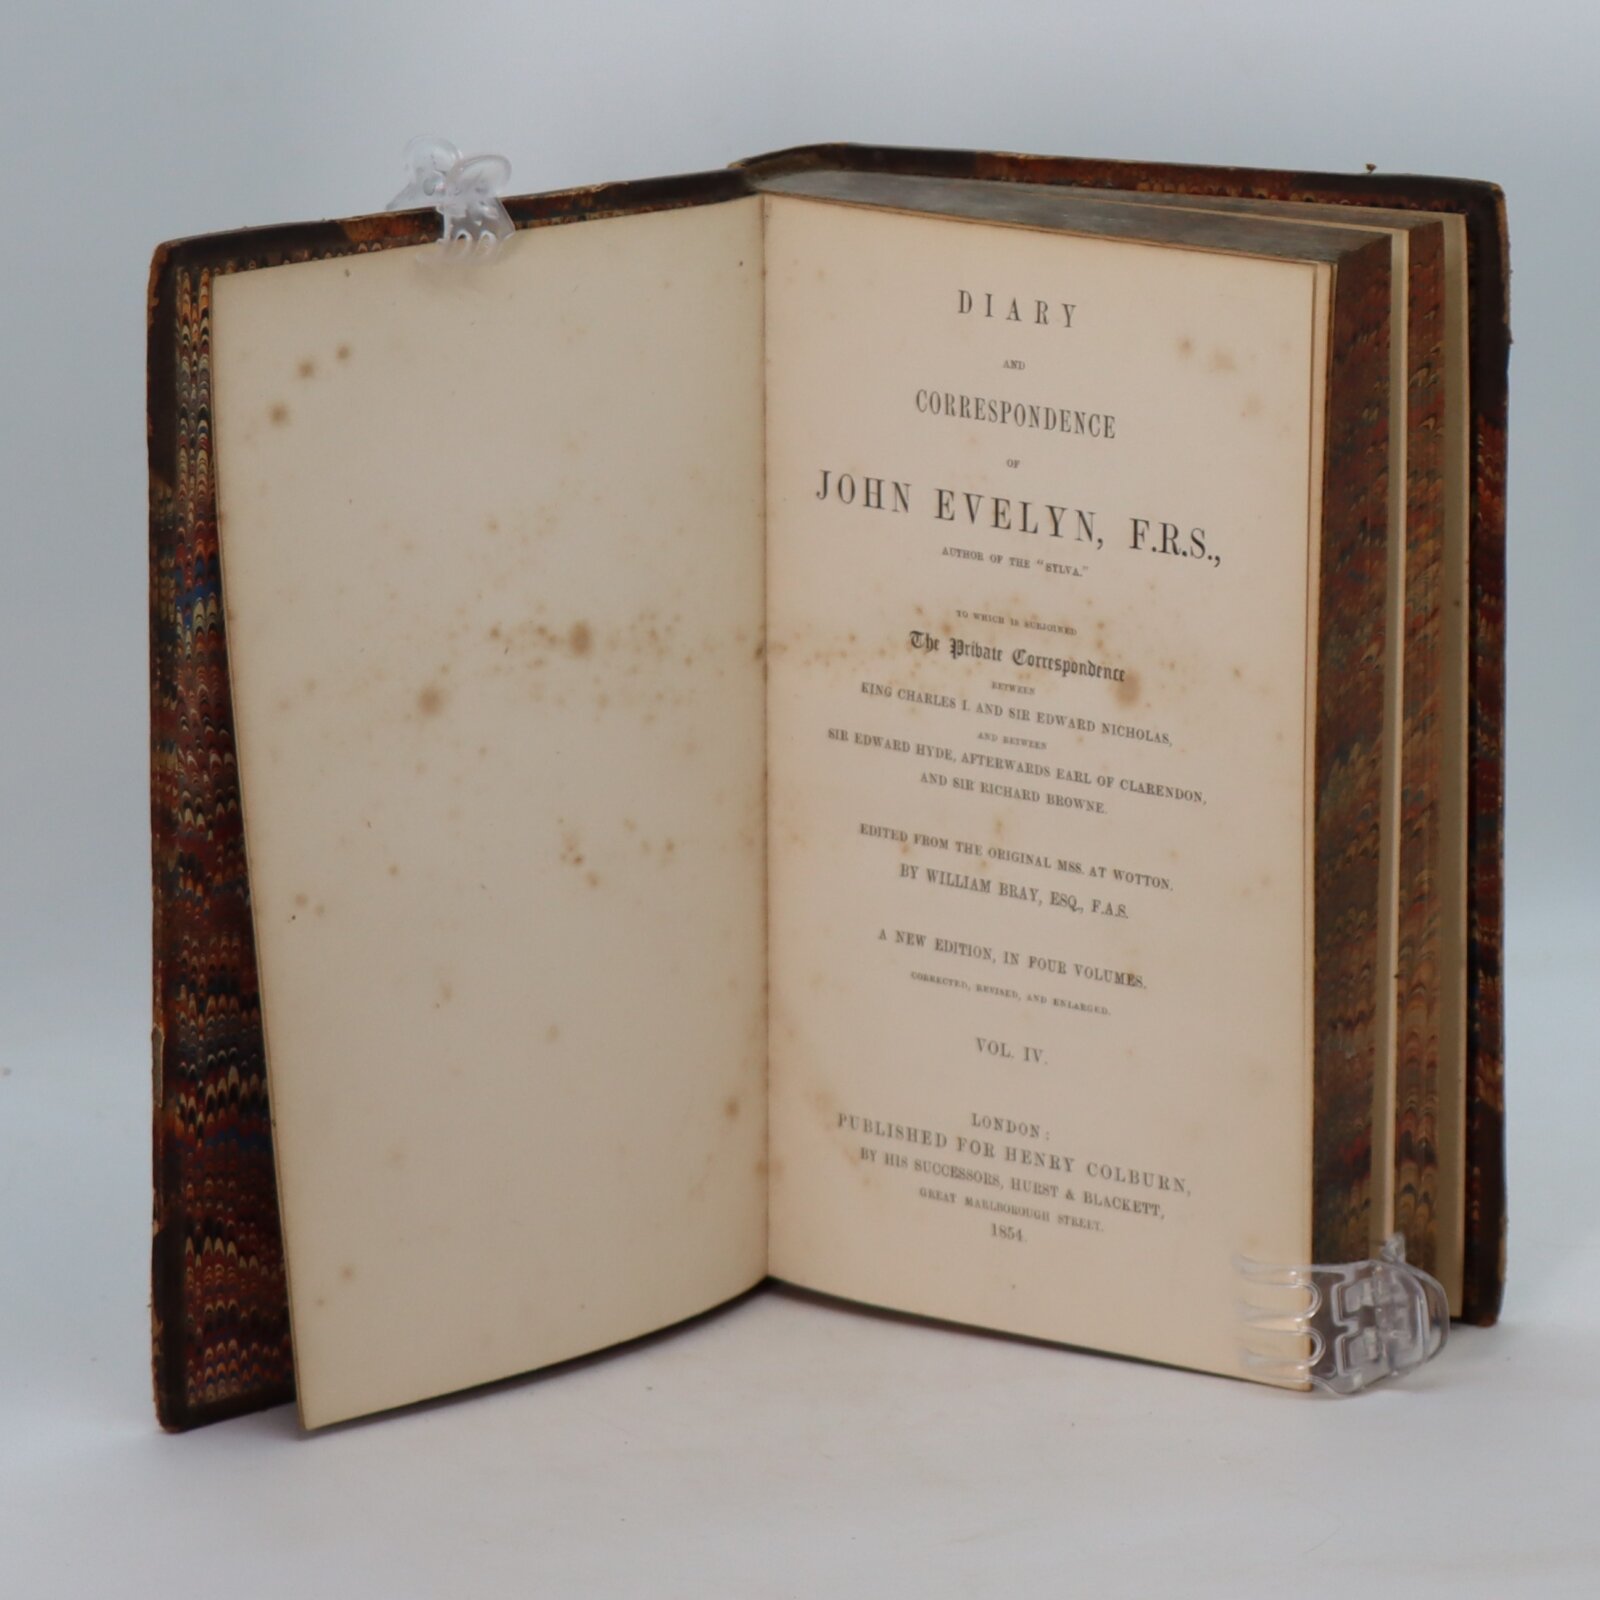 DIARY
AND
CORRESPONDENCE
OF
JOHN EVELYN, F.R.S.,
AUTHOR OF THE "SYLVA."
TO WHICH IS SUBJOINED
The Private Correspondence
BETWEEN
KING CHARLES I. AND SIR EDWARD NICHOLAS,
AND BETWEEN
SIR EDWARD HYDE, AFTERWARDS EARL OF CLARENDON,
AND SIR RICHARD BROWNE.
EDITED FROM THE ORIGINAL MSS. AT WOTTON.
BY WILLIAM BRAY, ESQ., F.A.S.
A NEW EDITION, IN FOUR VOLUMES.
CORRECTED, REVISED, AND ENLARGED.
VOL. IV.
LONDON:
PUBLISHED FOR HENRY COLBURN,
BY HIS SUCCESSORS, HURST & BLACKETT,
GREAT MARLBOROUGH STREET.
1854.